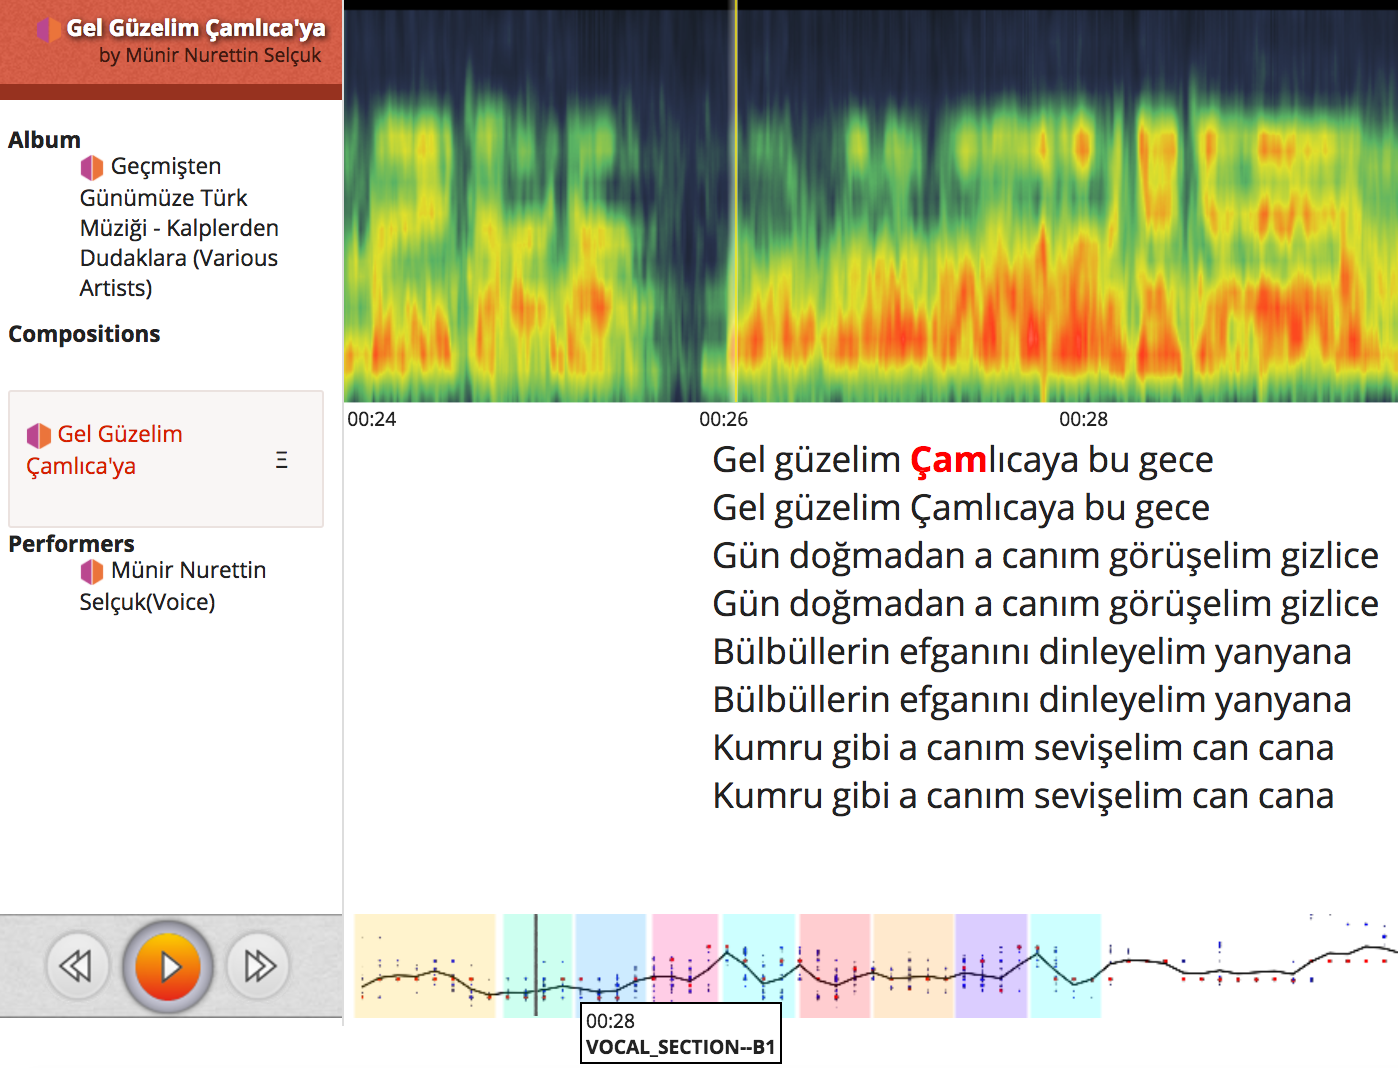 Gel Güzelim Çamlıca'ya
by Münir Nurettin Selçuk
Album
Geçmişten
Günümüze Türk
Müziği - Kalplerden
Dudaklara (Various
Artists)
Compositions
Gel Güzelim
Çamlıca'ya
Ξ
Performers
Münir Nurettin
Selçuk(Voice)
00:24 00:26 00:28
Gel güzelim Çamlıcaya bu gece
Gel güzelim Çamlıcaya bu gece
Gün doğmadan a canım görüşelim gizlice
Gün doğmadan a canım görüşelim gizlice
Bülbüllerin efganını dinleyelim yanyana
Bülbüllerin efganını dinleyelim yanyana
Kumru gibi a canım sevişelim can cana
Kumru gibi a canım sevişelim can cana
00:28
VOCAL_SECTION--B1